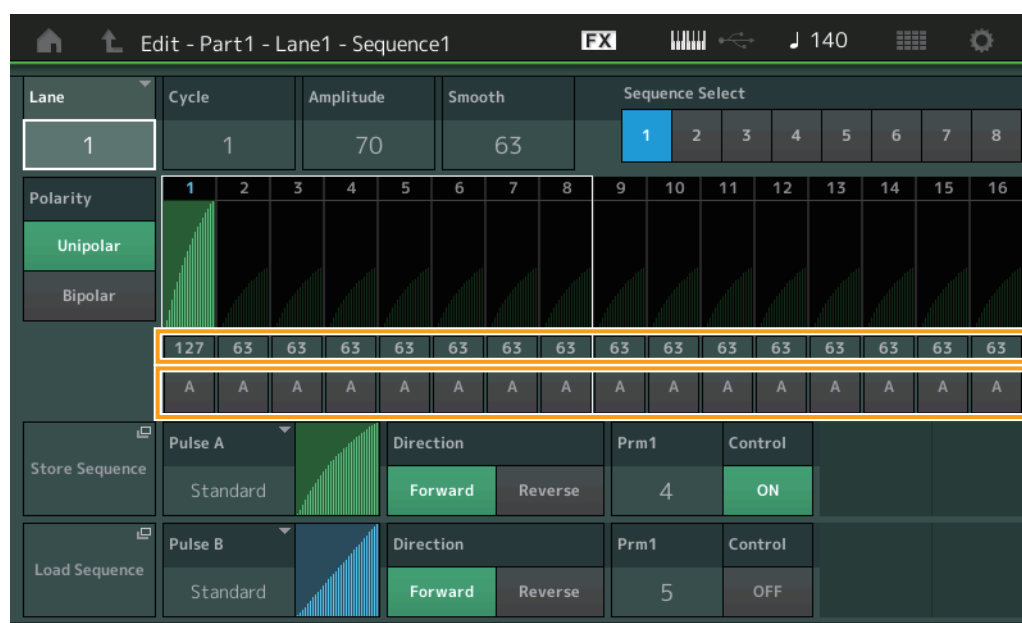 Edit - Part1 - Lane1 - Sequence1 FX 140
Lane Cycle Amplitude Smooth Sequence Select
1 1 70 63 1 2 3 4 5 6 7 8
Polarity 1 2 3 4 5 6 7 8 9 10 11 12 13 14 15 16
Unipolar
Bipolar
127 63 63 63 63 63 63 63 63 63 63 63 63 63 63 63
A A A A A A A A A A A A A A A A
Store Sequence Pulse A Direction Prm1 Control
Standard Forward Reverse 4 ON
Load Sequence Pulse B Direction Prm1 Control
Standard Forward Reverse 5 OFF